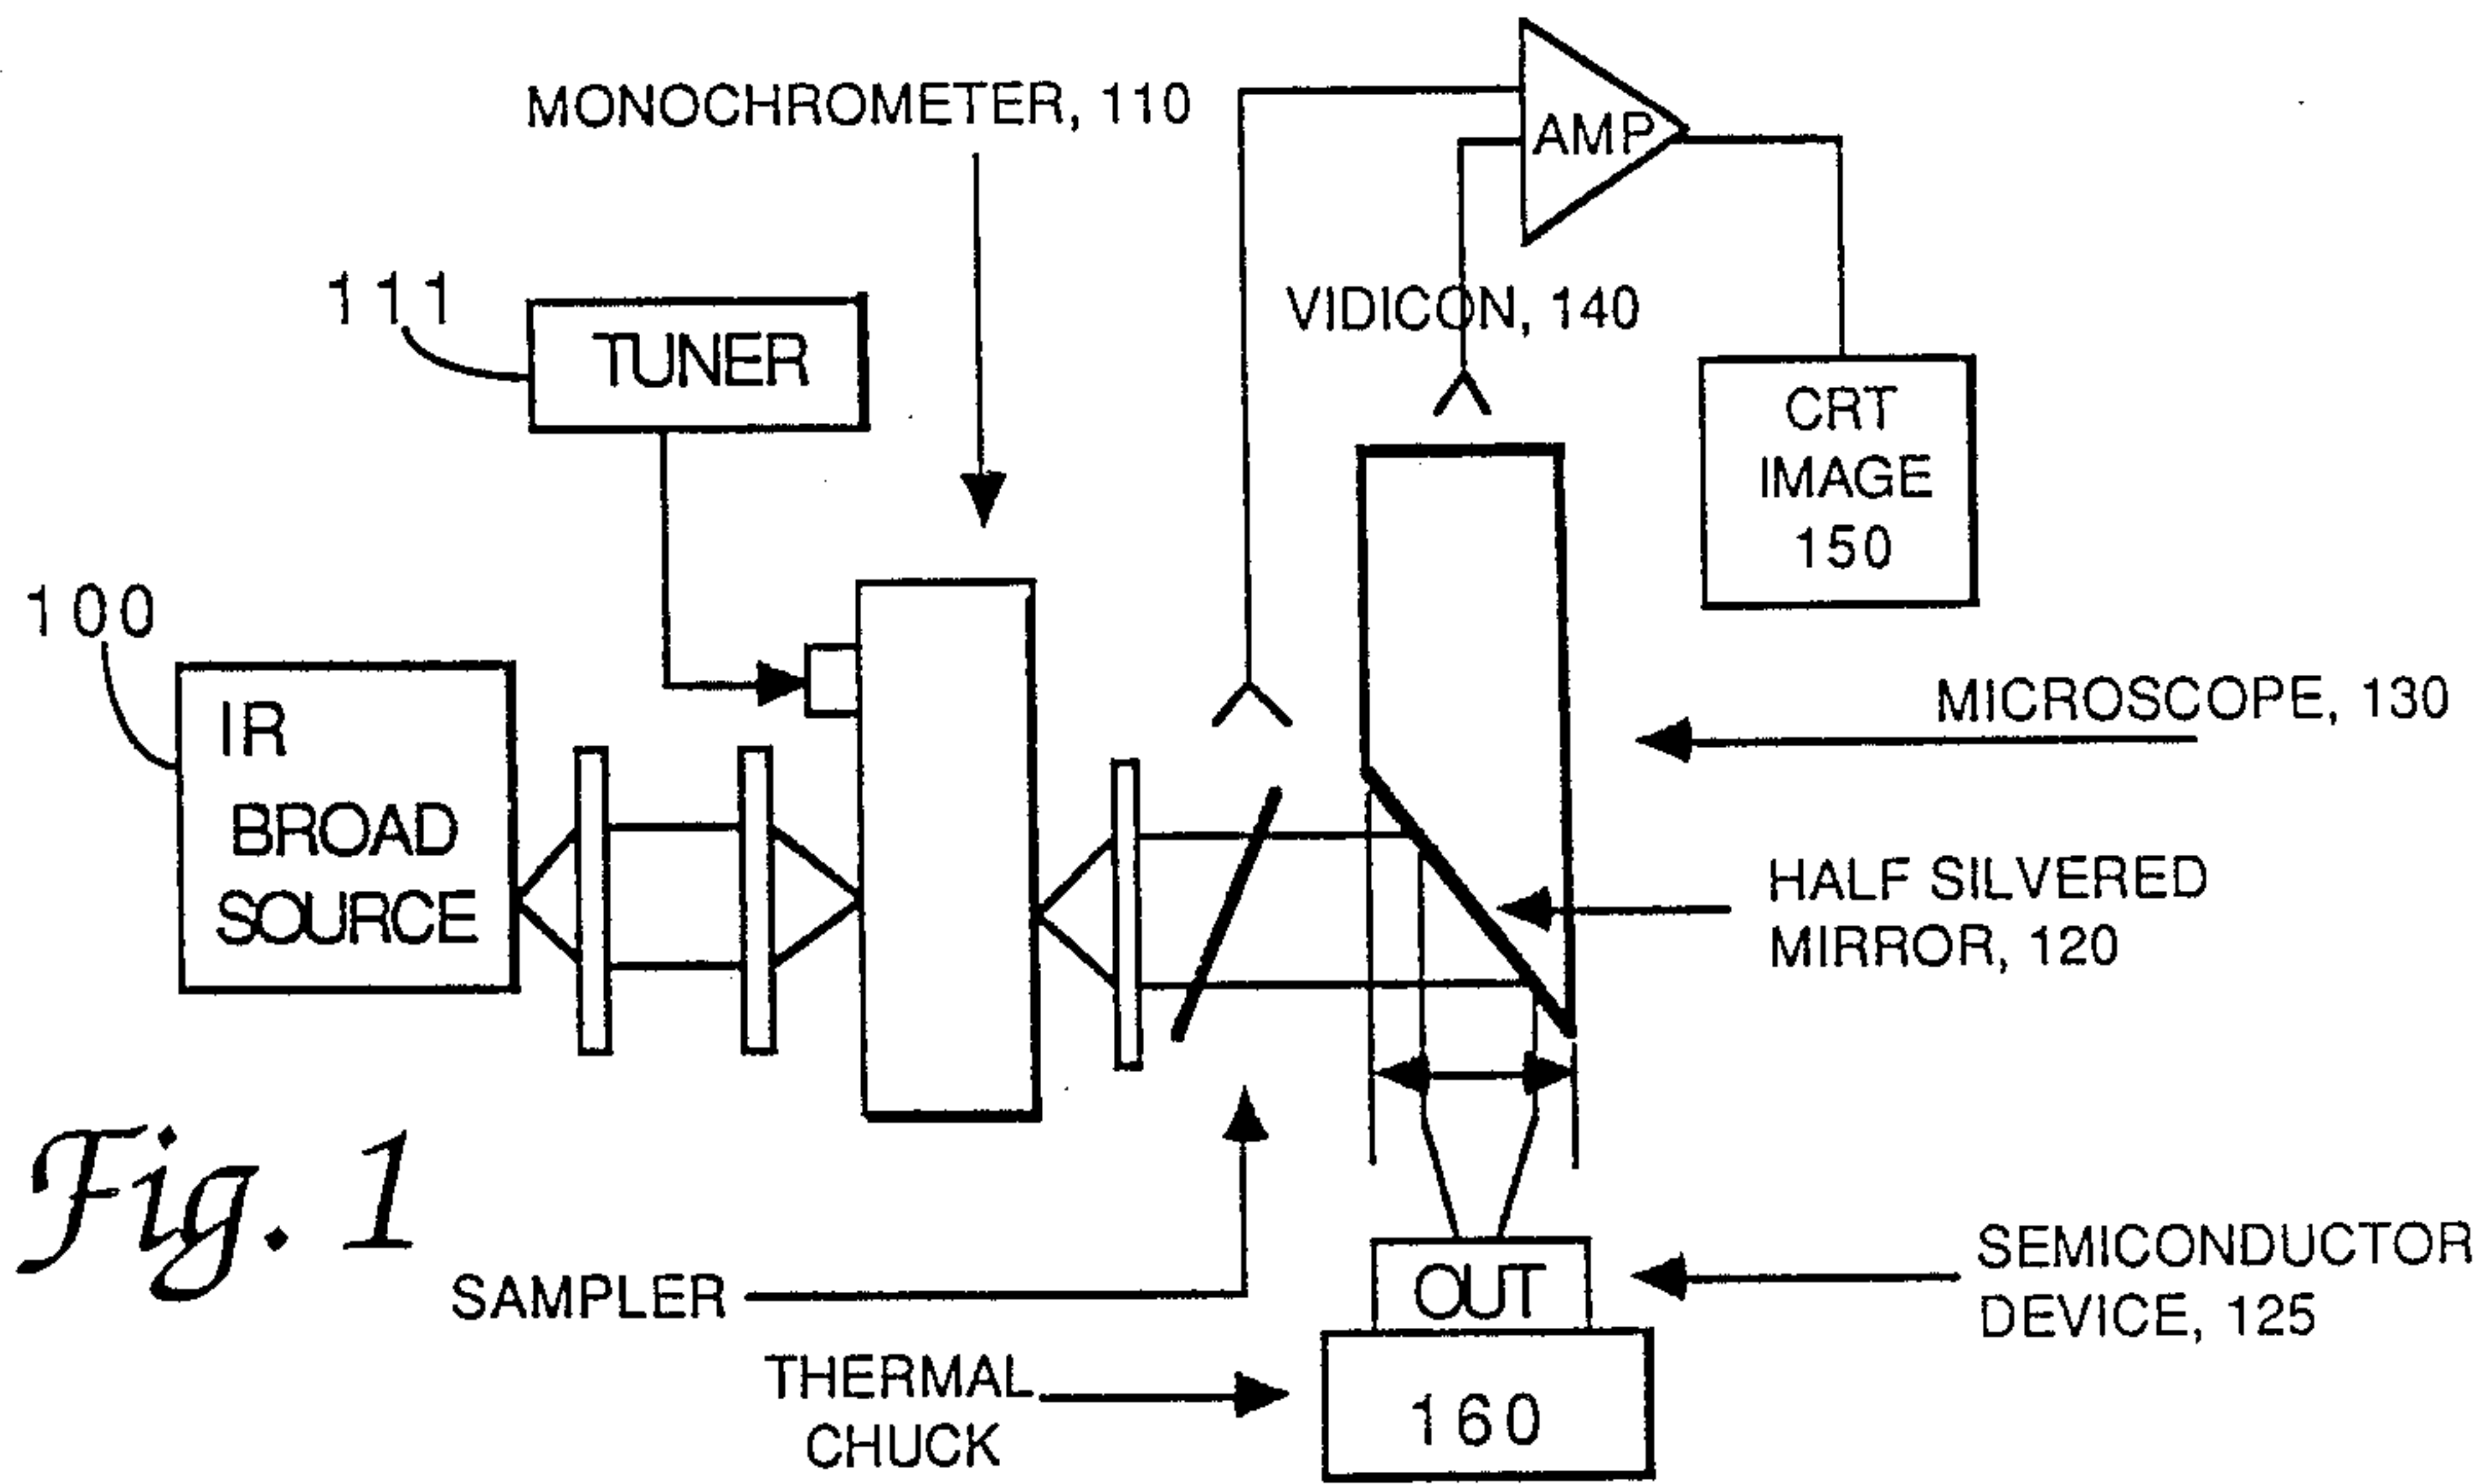 MONOCHROMETER, 110
AMP
111
TUNER
VIDICON, 140
CRT
IMAGE
150
100
IR
BROAD
SOURCE
MICROSCOPE, 130
HALF SILVERED
MIRROR, 120
Fig. 1
SAMPLER
OUT
SEMICONDUCTOR
DEVICE, 125
THERMAL
CHUCK
160